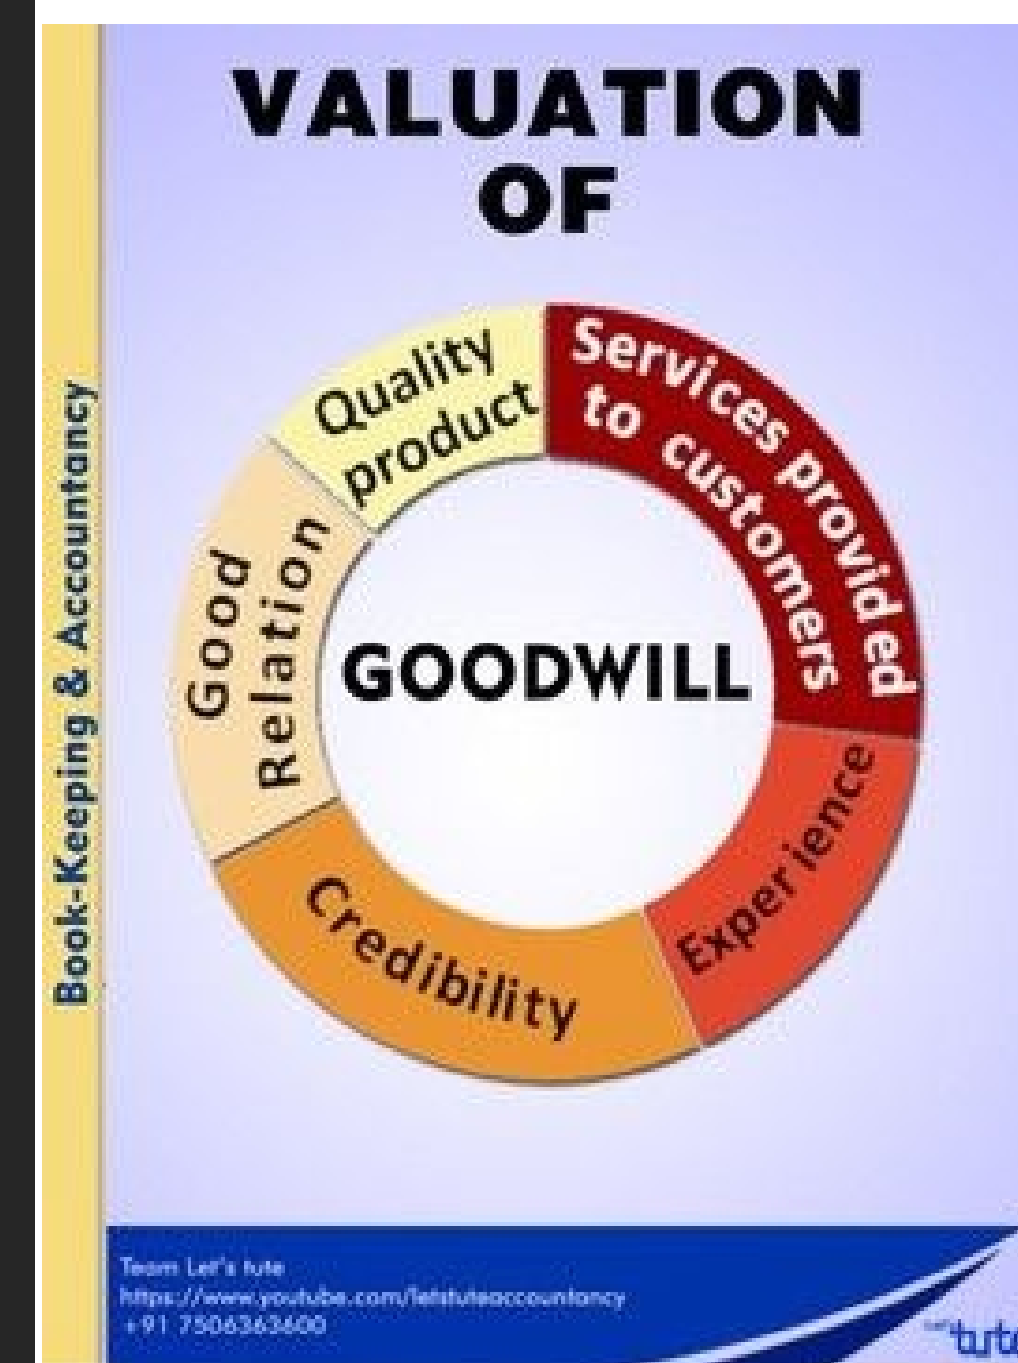 VALUATION
OF
Quality
product
Services provided
to customers
Good
Relation
GOODWILL
Experience
Credibility
Book-Keeping & Accountancy
Team Let's tute
https://www.youtube.com/letstuteaccountancy
+91 7506363600